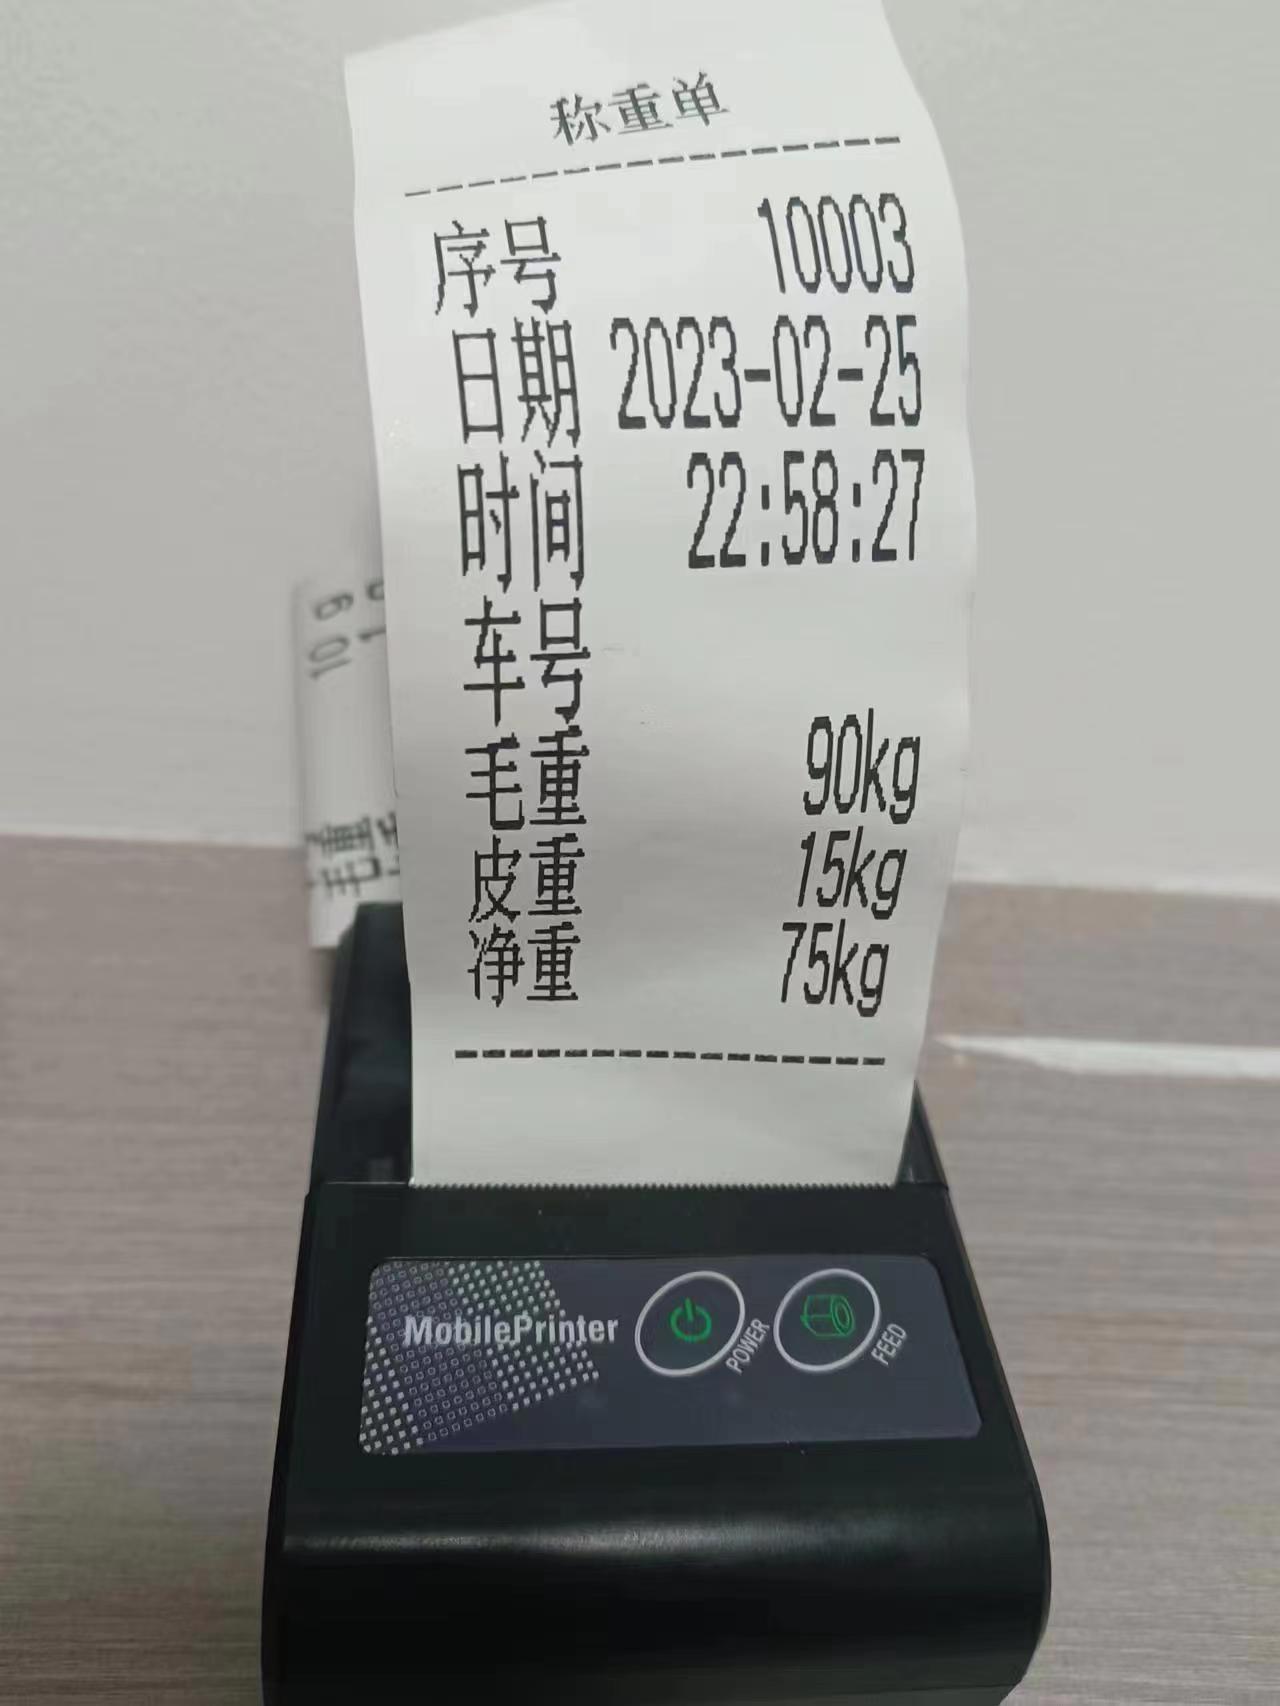 称重单
序号 10003
日期 2023-02-25
时间 22:58:27
车号
毛重 90kg
皮重 15kg
净重 75kg
MobilePrinter
POWER
FEED